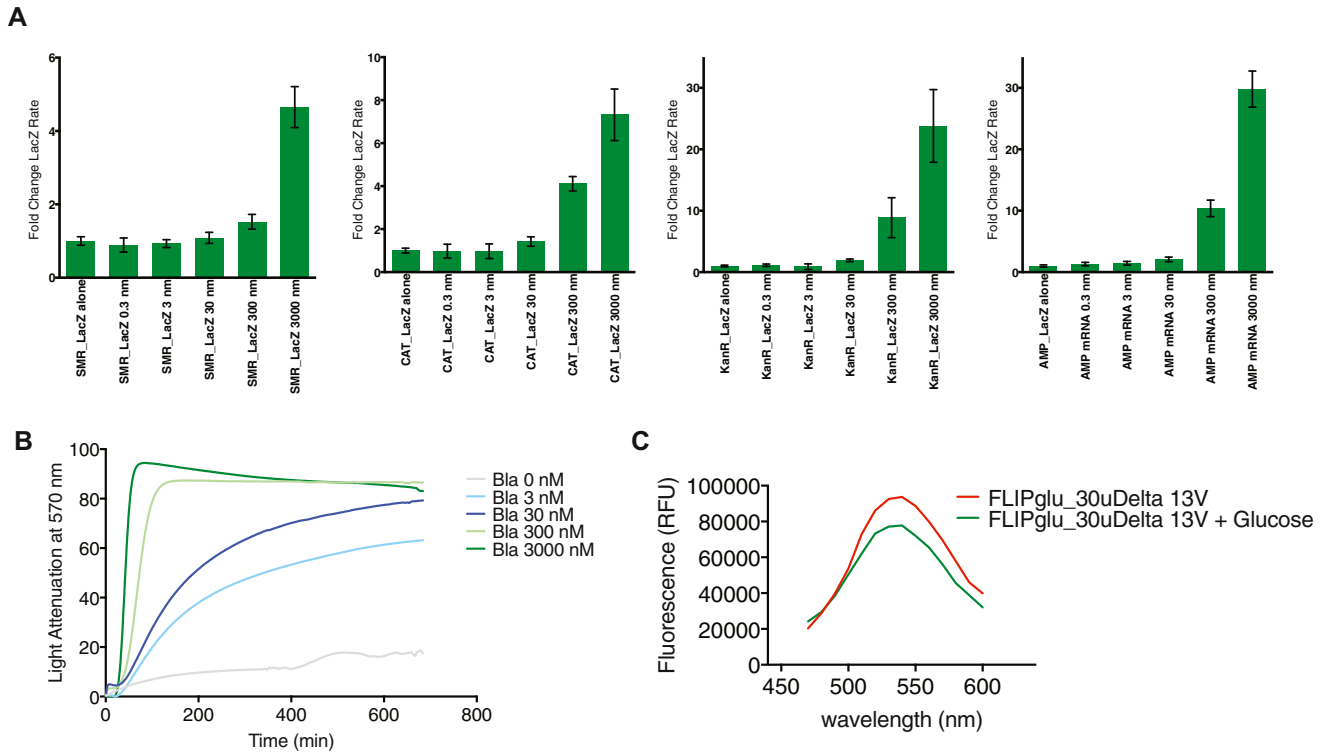 A
Fold Change LacZ Rate
6
4
2
0
SMR_LacZ alone
SMR_LacZ 0.3 nm
SMR_LacZ 3 nm
SMR_LacZ 30 nm
SMR_LacZ 300 nm
SMR_LacZ 3000 nm
Fold Change LacZ Rate
10
8
6
4
2
0
CAT_LacZ alone
CAT_LacZ 0.3 nm
CAT_LacZ 3 nm
CAT_LacZ 30 nm
CAT_LacZ 300 nm
CAT_LacZ 3000 nm
Fold Change LacZ Rate
30
20
10
0
KanR_LacZ alone
KanR_LacZ 0.3 nm
KanR_LacZ 3 nm
KanR_LacZ 30 nm
KanR_LacZ 300 nm
KanR_LacZ 3000 nm
Fold Change LacZ Rate
30
20
10
0
AMP_LacZ alone
AMP mRNA 0.3 nm
AMP mRNA 3 nm
AMP mRNA 30 nm
AMP mRNA 300 nm
AMP mRNA 3000 nm
B
Light Attenuation at 570 nm
100
80
60
40
20
0
0 200 400 600 800
Time (min)
Bla 0 nM
Bla 3 nM
Bla 30 nM
Bla 300 nM
Bla 3000 nM
C
Fluorescence (RFU)
100000
80000
60000
40000
20000
0
450 500 550 600
wavelength (nm)
FLIPglu_30uDelta 13V
FLIPglu_30uDelta 13V + Glucose